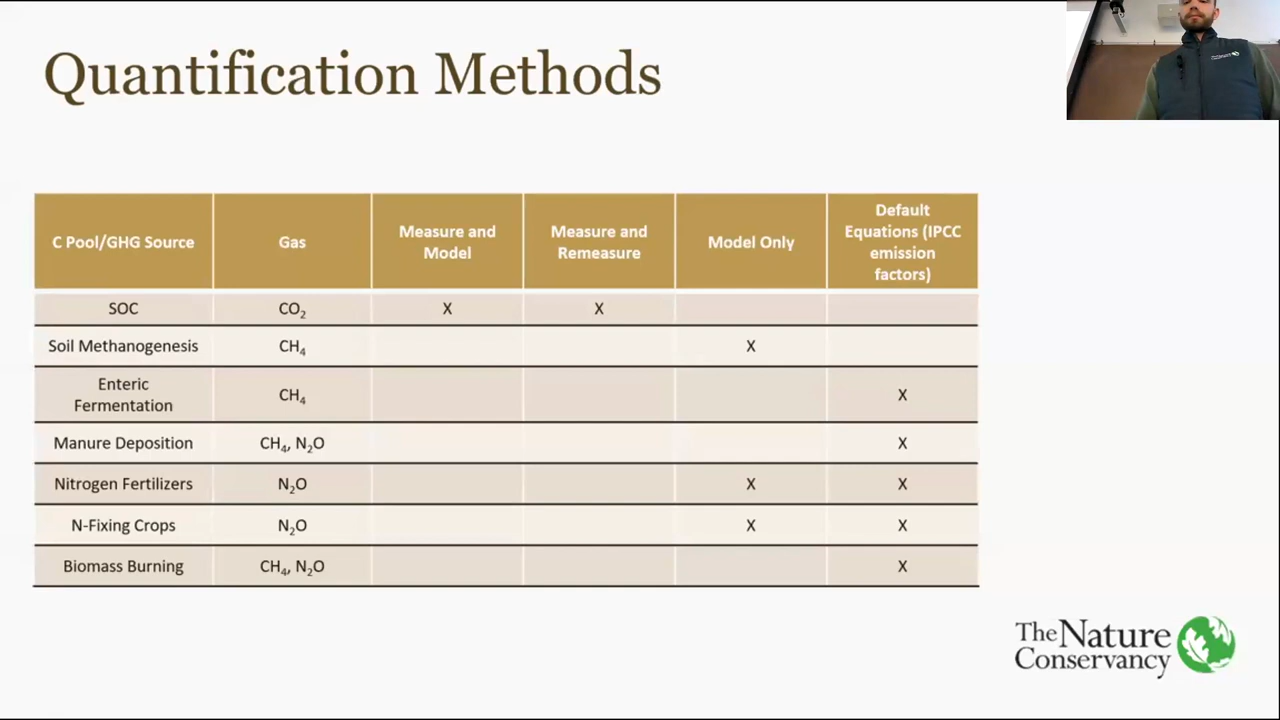 Quantification Methods
C Pool/GHG Source Gas Measure and Model Measure and Remeasure Model Only Default Equations (IPCC emission factors)
SOC CO₂ X X
Soil Methanogenesis CH₄ X
Enteric Fermentation CH₄ X
Manure Deposition CH₄, N₂O X
Nitrogen Fertilizers N₂O X X
N-Fixing Crops N₂O X X
Biomass Burning CH₄, N₂O X
The Nature
Conservancy